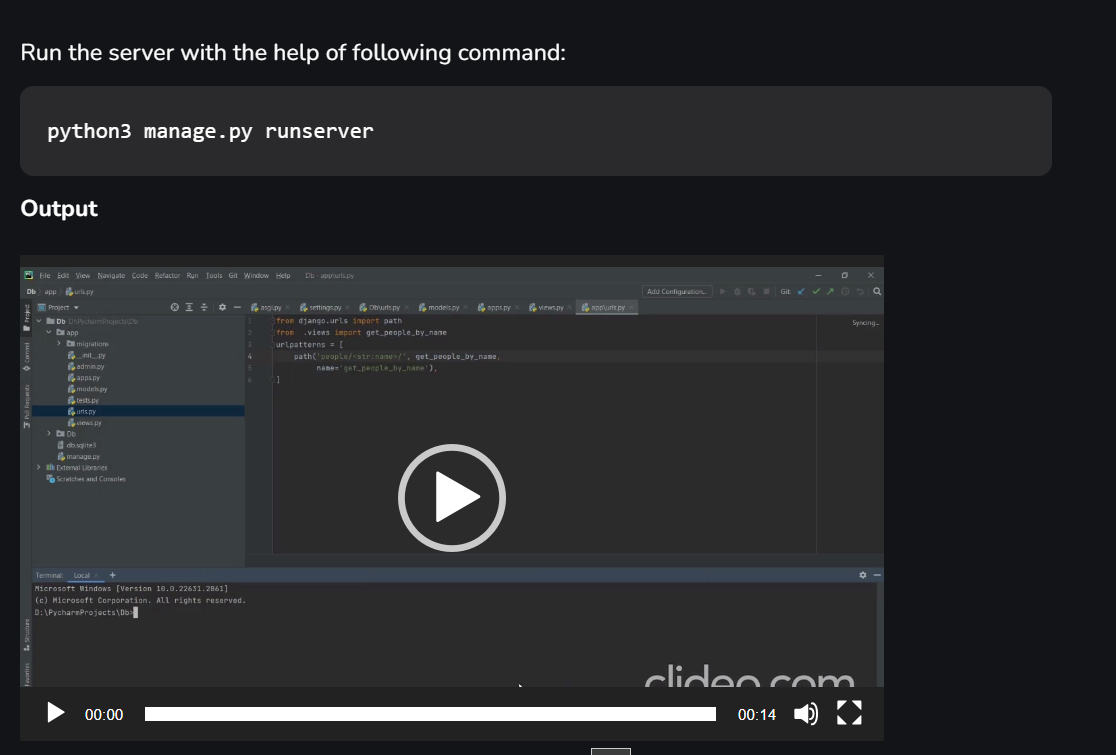 Run the server with the help of following command:
python3 manage.py runserver
Output
File Edit View Navigate Code Refactor Run Tools Git Window Help Db - app\urls.py
Db app urls.py
Add Configuration... Git:
Project
asgi.py settings.py Db\urls.py models.py apps.py views.py app\urls.py
Db D:\PycharmProjects\Db
app
migrations
__init__.py
admin.py
apps.py
models.py
tests.py
urls.py
views.py
Db
db.sqlite3
manage.py
External Libraries
Scratches and Consoles
Project
Commit
Pull Requests
Structure
Favorites
Syncing...
1 from django.urls import path
2 from .views import get_people_by_name
3 urlpatterns = [
4 path('people/<str:name>/', get_people_by_name,
5 name='get_people_by_name'),
6 ]
Terminal: Local +
Microsoft Windows [Version 10.0.22631.2861]
(c) Microsoft Corporation. All rights reserved.
D:\PycharmProjects\Db>
clideo.com
00:00 00:14